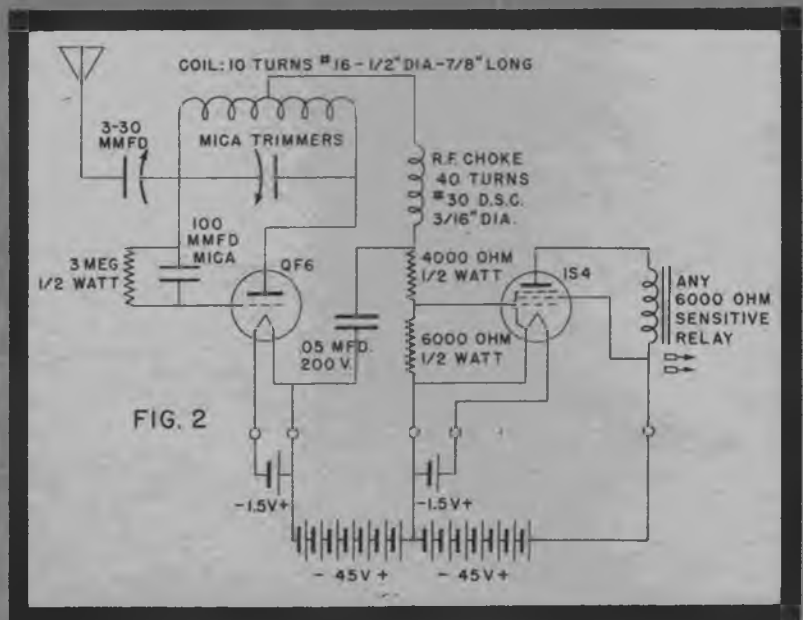 COIL: 10 TURNS #16 - 1/2" DIA. - 7/8" LONG
3-30
MMFD
MICA TRIMMERS
R.F. CHOKE
40 TURNS
#30 D.S.C.
3/16" DIA.
100
MMFD
MICA
3 MEG
1/2 WATT
QF6
4000 OHM
1/2 WATT
1S4
ANY
6000 OHM
SENSITIVE
RELAY
.05 MFD.
200 V.
6000 OHM
1/2 WATT
FIG. 2
-1.5V+
-1.5V+
- 45V +
- 45V +